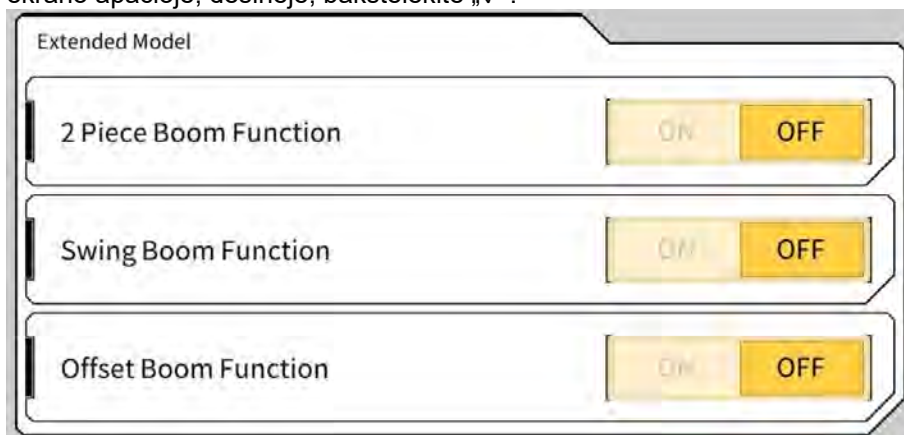 Extended Model
2 Piece Boom Function ON OFF
Swing Boom Function ON OFF
Offset Boom Function ON OFF